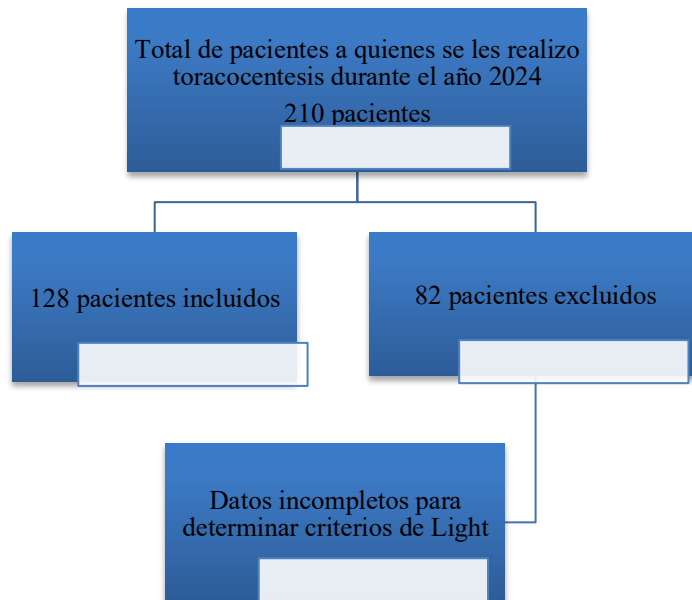 Total de pacientes a quienes se les realizo
toracocentesis durante el año 2024
210 pacientes
128 pacientes incluidos
82 pacientes excluidos
Datos incompletos para
determinar criterios de Light